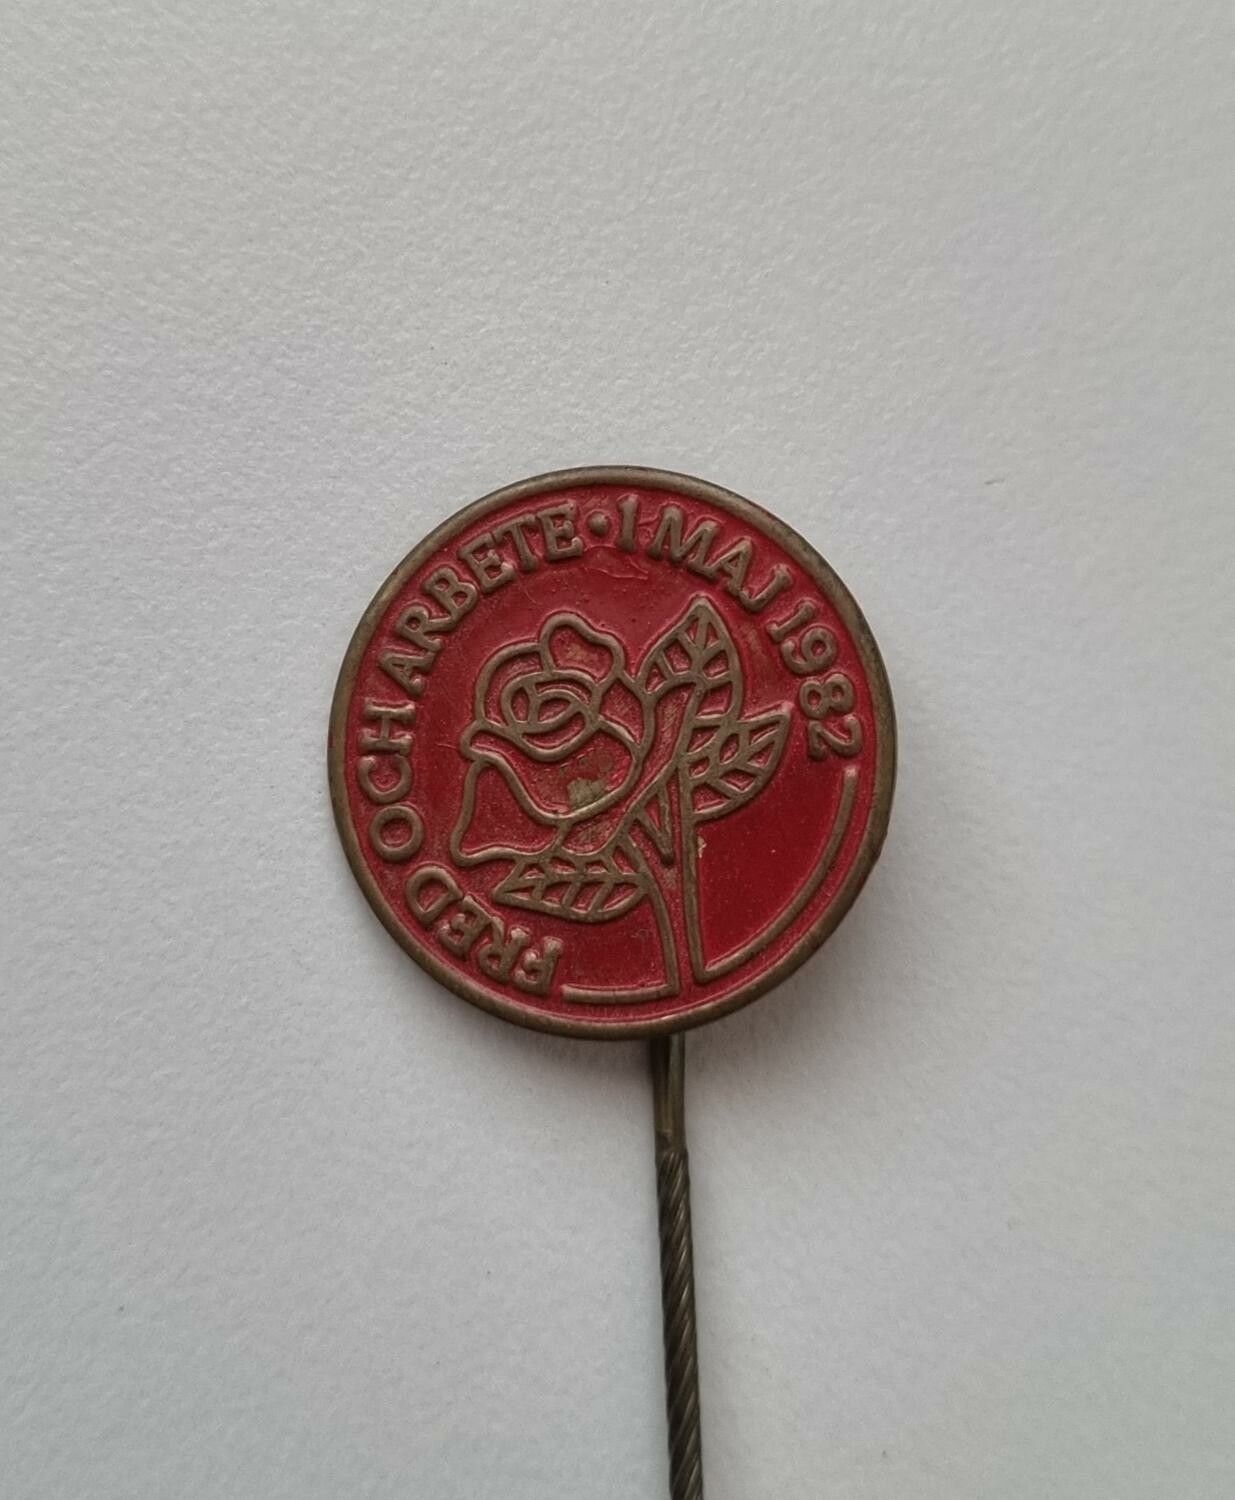 FRED OCH ARBETE • 1 MAJ 1982